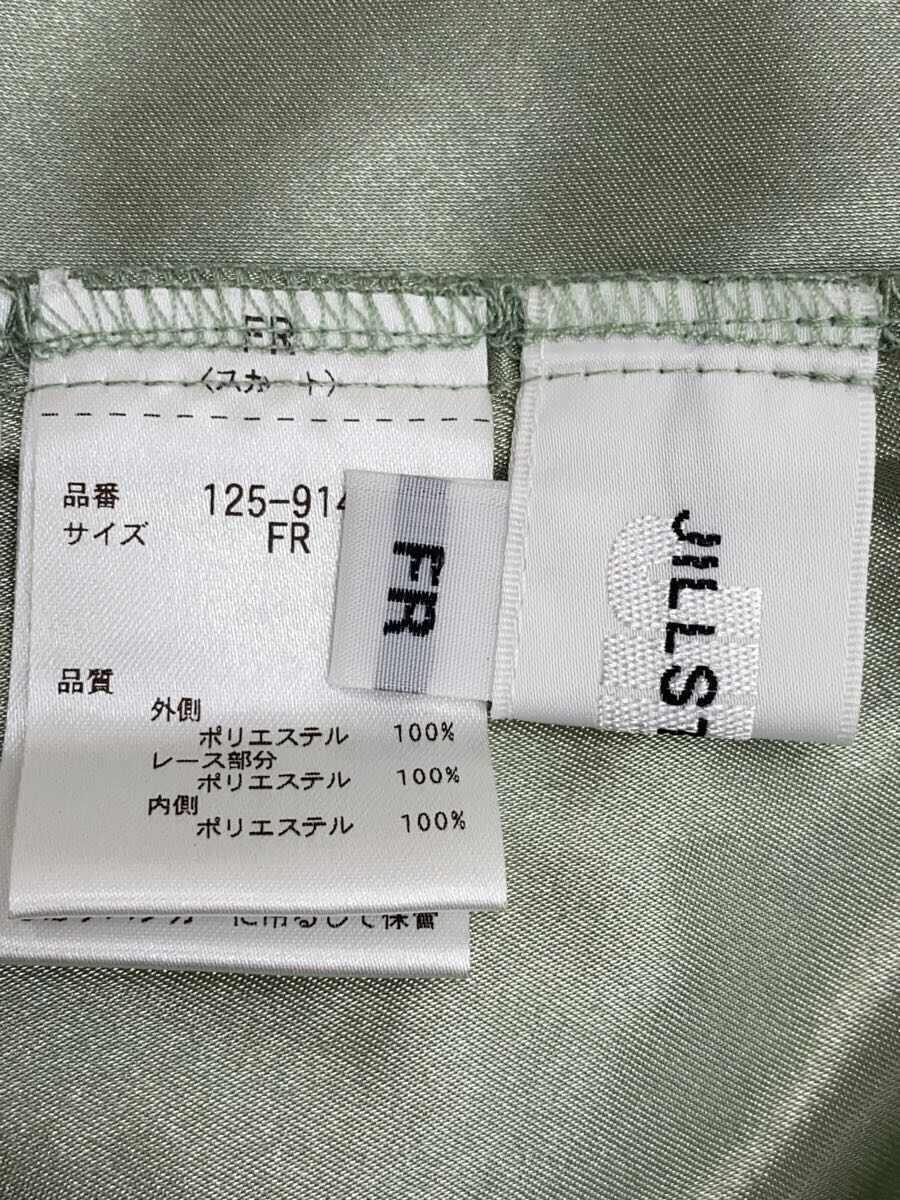 FR
〈スカート〉
品番 125-914
サイズ FR
品質
外側
ポリエステル 100%
レース部分
ポリエステル 100%
内側
ポリエステル 100%
に吊るして保管
FR
JILLST